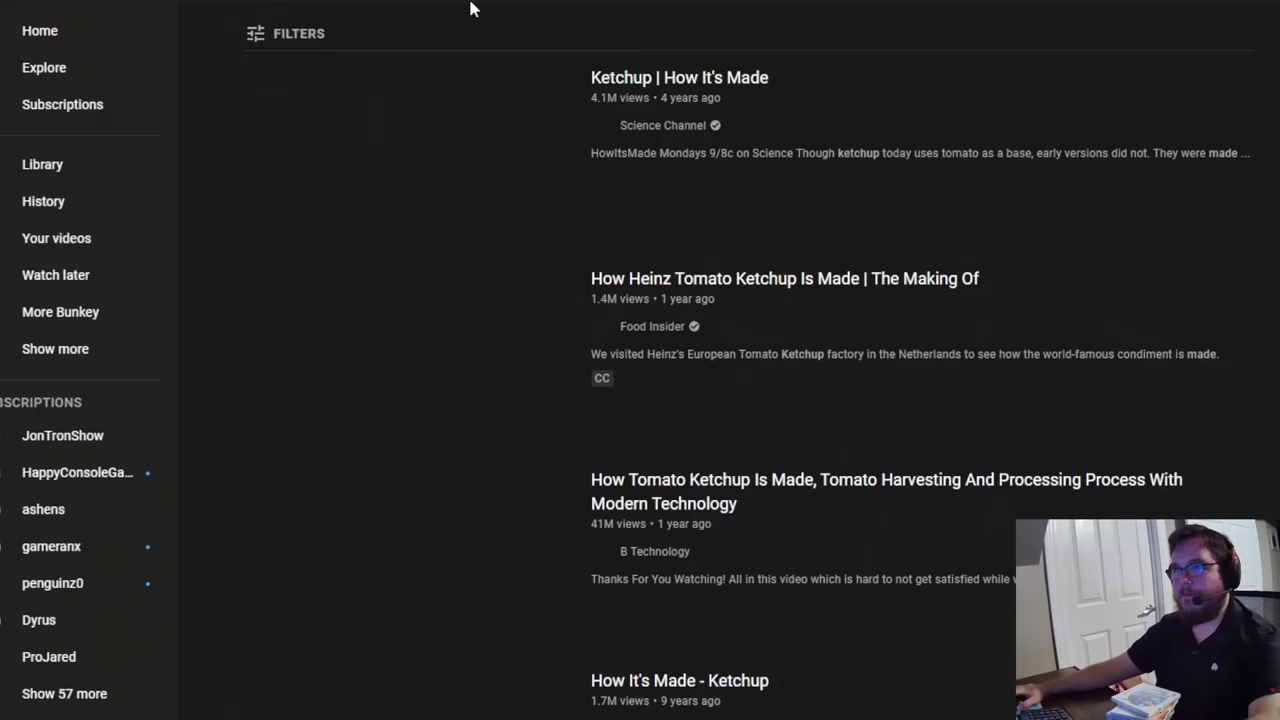 Home
Explore
Subscriptions
Library
History
Your videos
Watch later
More Bunkey
Show more
BSCRIPTIONS
JonTronShow
HappyConsoleGa...
ashens
gameranx
penguinz0
Dyrus
ProJared
Show 57 more
FILTERS
Ketchup | How It's Made
4.1M views • 4 years ago
Science Channel
HowItsMade Mondays 9/8c on Science Though ketchup today uses tomato as a base, early versions did not. They were made ...
How Heinz Tomato Ketchup Is Made | The Making Of
1.4M views • 1 year ago
Food Insider
We visited Heinz's European Tomato Ketchup factory in the Netherlands to see how the world-famous condiment is made.
CC
How Tomato Ketchup Is Made, Tomato Harvesting And Processing Process With
Modern Technology
41M views • 1 year ago
B Technology
Thanks For You Watching! All in this video which is hard to not get satisfied while
How It's Made - Ketchup
1.7M views • 9 years ago